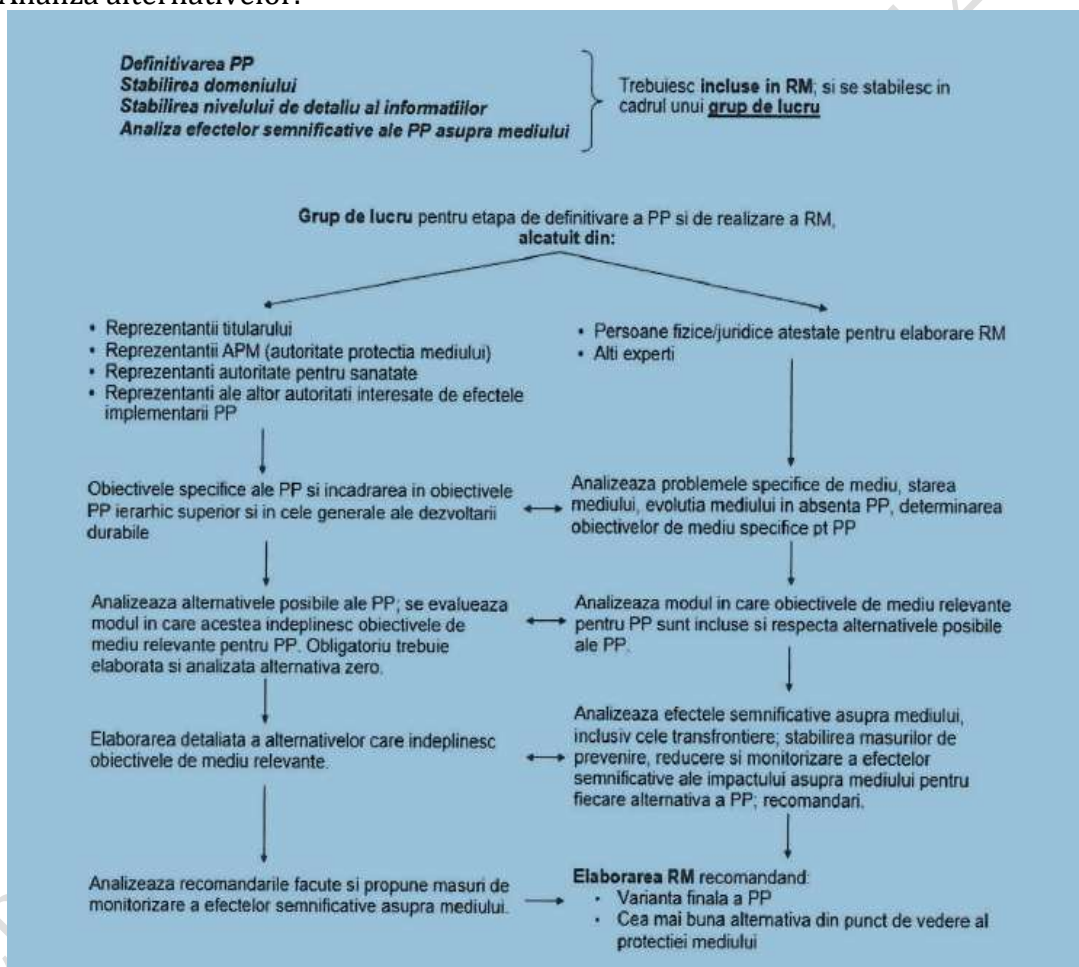 Analiza alternativelor:
Definitivarea PP
Stabilirea domeniului
Stabilirea nivelului de detaliu al informatiilor
Analiza efectelor semnificative ale PP asupra mediului
Trebuiesc incluse in RM; si se stabilesc in
cadrul unui grup de lucru
Grup de lucru pentru etapa de definitivare a PP si de realizare a RM,
alcatuit din:
• Reprezentantii titularului
• Reprezentantii APM (autoritate protectia mediului)
• Reprezentanti autoritate pentru sanatate
• Reprezentanti ale altor autoritati interesate de efectele
implementarii PP
• Persoane fizice/juridice atestate pentru elaborare RM
• Alti experti
Obiectivele specifice ale PP si incadrarea in obiectivele
PP ierarhic superior si in cele generale ale dezvoltarii
durabile
Analizeaza problemele specifice de mediu, starea
mediului, evolutia mediului in absenta PP, determinarea
obiectivelor de mediu specifice pt PP
Analizeaza alternativele posibile ale PP; se evalueaza
modul in care acestea indeplinesc obiectivele de
mediu relevante pentru PP. Obligatoriu trebuie
elaborata si analizata alternativa zero.
Analizeaza modul in care obiectivele de mediu relevante
pentru PP sunt incluse si respecta alternativele posibile
ale PP.
Elaborarea detaliata a alternativelor care indeplinesc
obiectivele de mediu relevante.
Analizeaza efectele semnificative asupra mediului,
inclusiv cele transfrontiere; stabilirea masurilor de
prevenire, reducere si monitorizare a efectelor
semnificative ale impactului asupra mediului pentru
fiecare alternativa a PP; recomandari.
Analizeaza recomandarile facute si propune masuri de
monitorizare a efectelor semnificative asupra mediului.
Elaborarea RM recomandand:
• Varianta finala a PP
• Cea mai buna alternativa din punct de vedere al
protectiei mediului